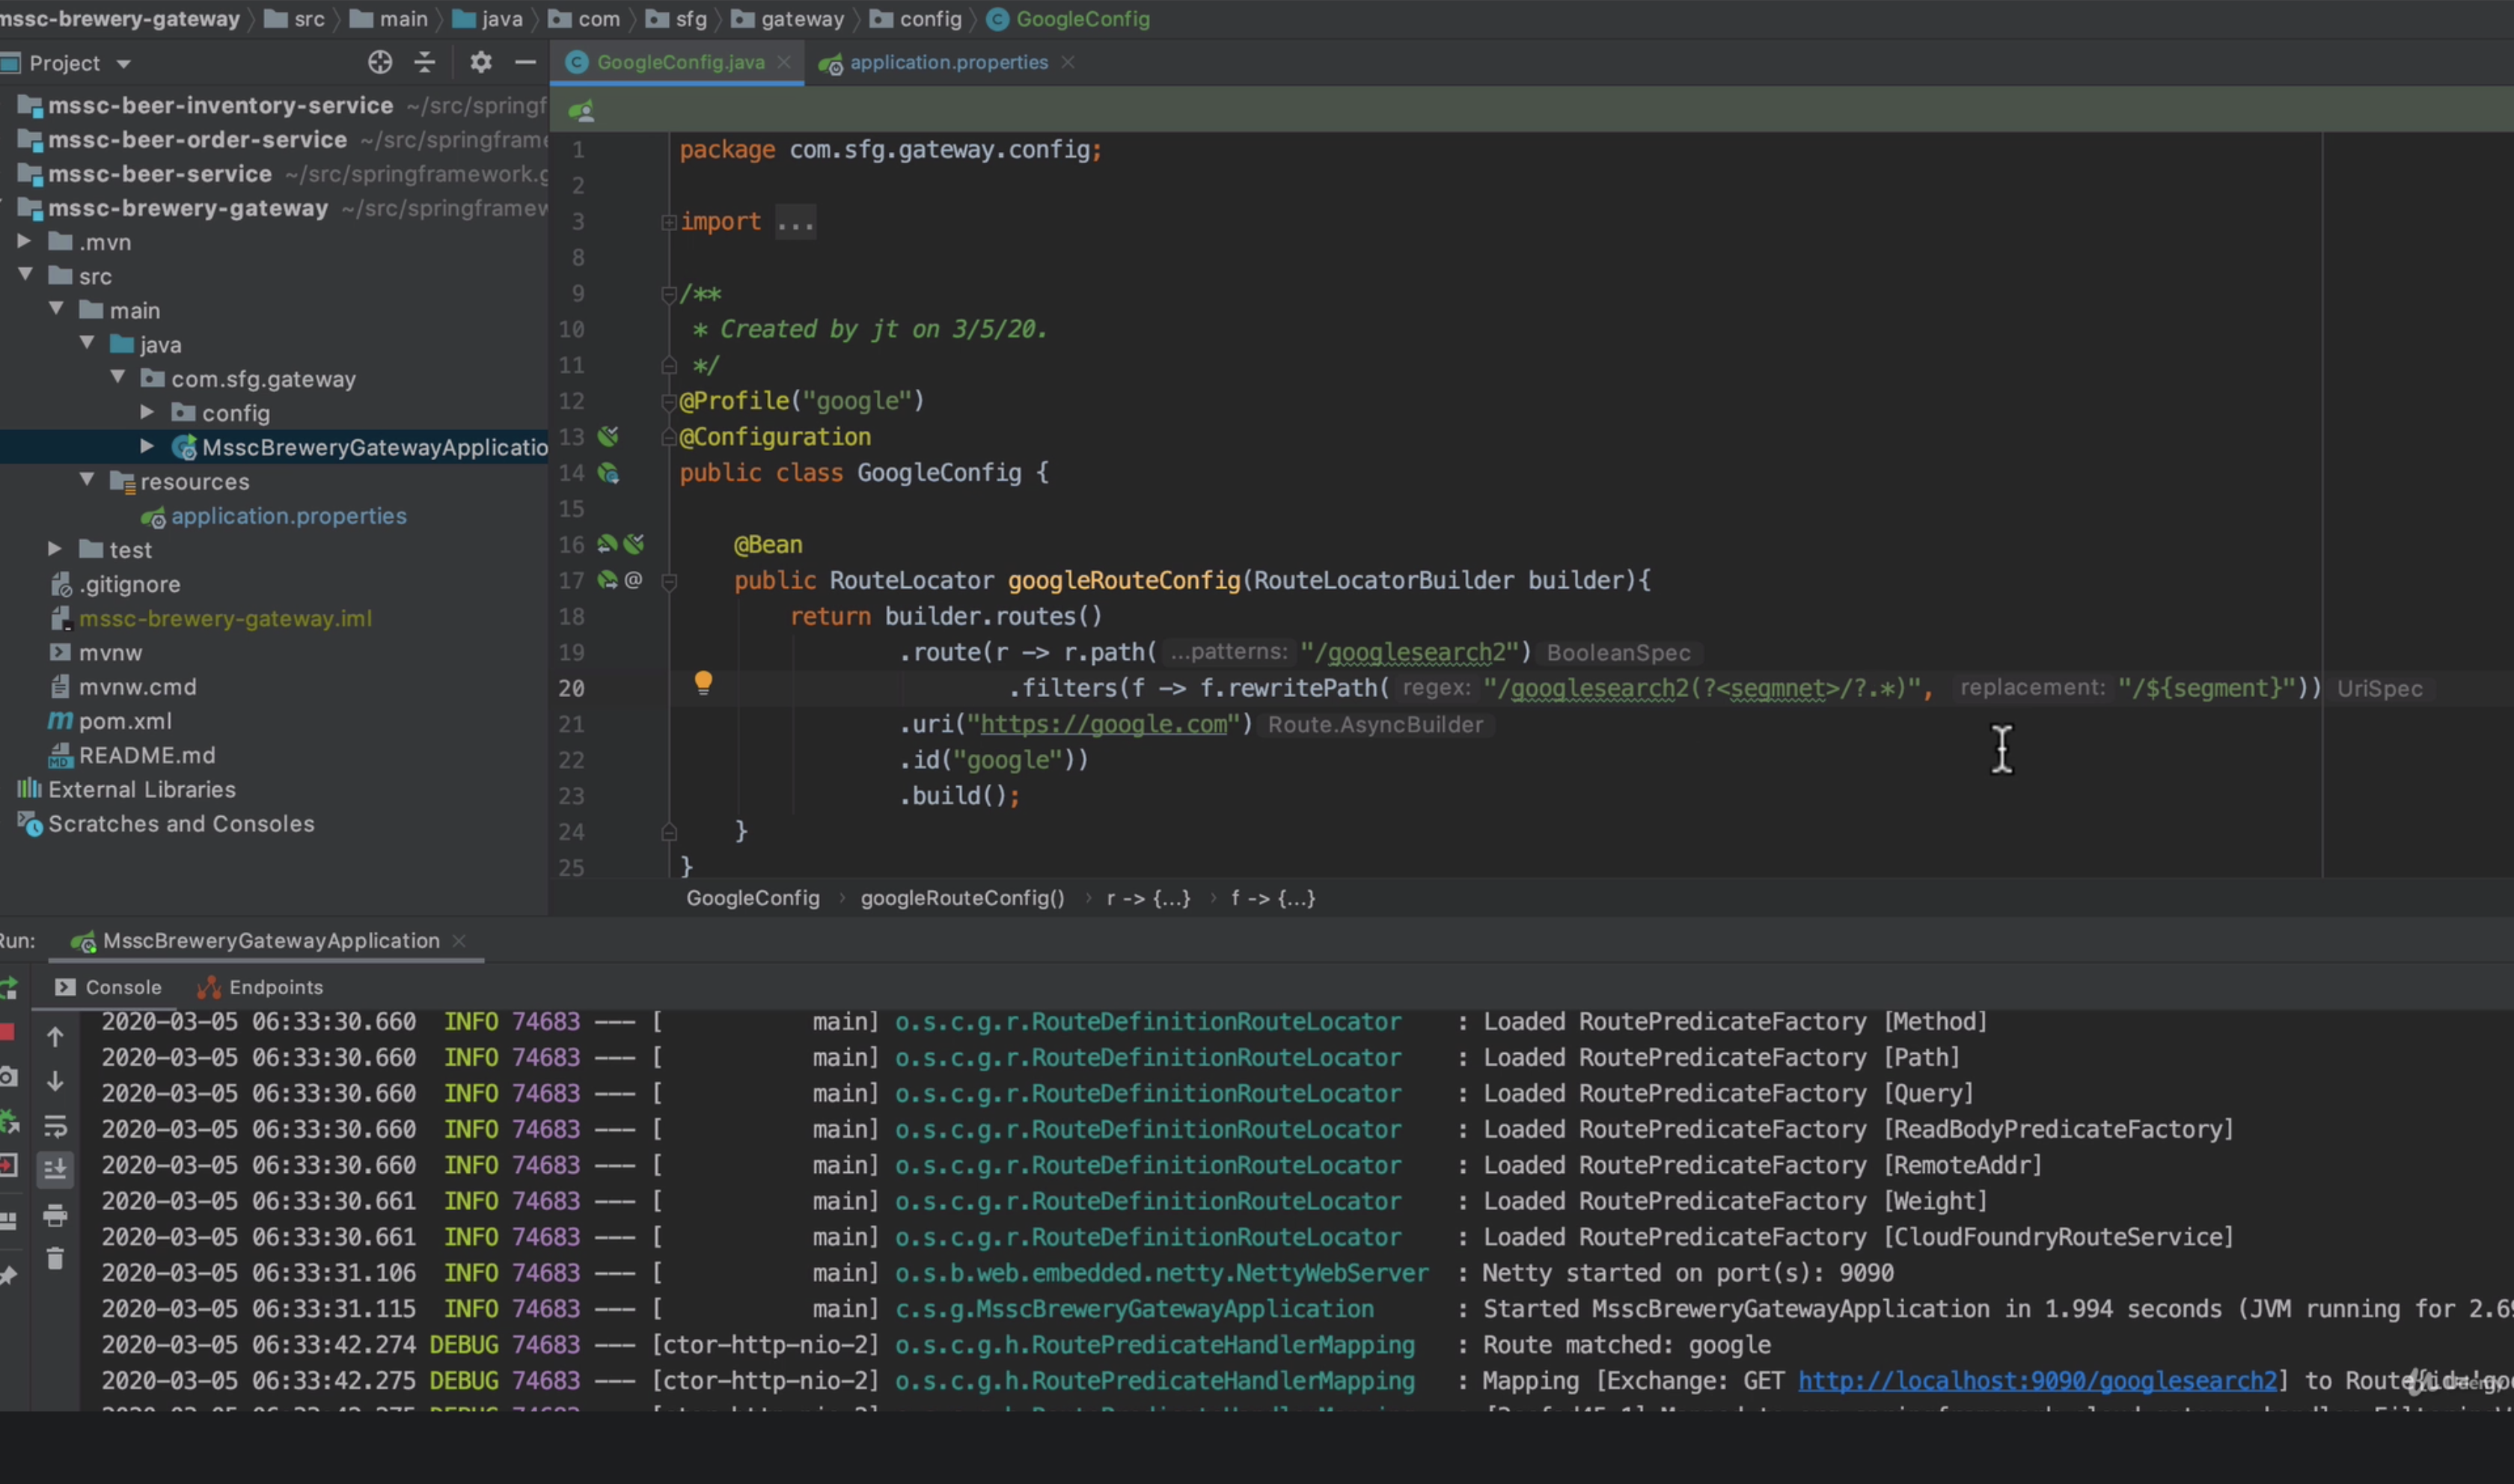 mssc-brewery-gateway src main java com sfg gateway config GoogleConfig
Project
GoogleConfig.java
application.properties
mssc-beer-inventory-service ~/src/springf
mssc-beer-order-service ~/src/springframe
mssc-beer-service ~/src/springframework.g
mssc-brewery-gateway ~/src/springframew
.mvn
src
main
java
com.sfg.gateway
config
MsscBreweryGatewayApplicatio
resources
application.properties
test
.gitignore
mssc-brewery-gateway.iml
mvnw
mvnw.cmd
pom.xml
README.md
External Libraries
Scratches and Consoles
1 package com.sfg.gateway.config;
2
3 import ...
8
9 /**
10 * Created by jt on 3/5/20.
11 */
12 @Profile("google")
13 @Configuration
14 public class GoogleConfig {
15
16 @Bean
17 public RouteLocator googleRouteConfig(RouteLocatorBuilder builder){
18 return builder.routes()
19 .route(r -> r.path( ...patterns: "/googlesearch2") BooleanSpec
20 .filters(f -> f.rewritePath( regex: "/googlesearch2(?<segmnet>/?.*)", replacement: "/${segment}")) UriSpec
21 .uri("https://google.com") Route.AsyncBuilder
22 .id("google"))
23 .build();
24 }
25 }
GoogleConfig › googleRouteConfig() › r -> {...} › f -> {...}
Run: MsscBreweryGatewayApplication
Console Endpoints
2020-03-05 06:33:30.660 INFO 74683 --- [ main] o.s.c.g.r.RouteDefinitionRouteLocator : Loaded RoutePredicateFactory [Method]
2020-03-05 06:33:30.660 INFO 74683 --- [ main] o.s.c.g.r.RouteDefinitionRouteLocator : Loaded RoutePredicateFactory [Path]
2020-03-05 06:33:30.660 INFO 74683 --- [ main] o.s.c.g.r.RouteDefinitionRouteLocator : Loaded RoutePredicateFactory [Query]
2020-03-05 06:33:30.660 INFO 74683 --- [ main] o.s.c.g.r.RouteDefinitionRouteLocator : Loaded RoutePredicateFactory [ReadBodyPredicateFactory]
2020-03-05 06:33:30.660 INFO 74683 --- [ main] o.s.c.g.r.RouteDefinitionRouteLocator : Loaded RoutePredicateFactory [RemoteAddr]
2020-03-05 06:33:30.661 INFO 74683 --- [ main] o.s.c.g.r.RouteDefinitionRouteLocator : Loaded RoutePredicateFactory [Weight]
2020-03-05 06:33:30.661 INFO 74683 --- [ main] o.s.c.g.r.RouteDefinitionRouteLocator : Loaded RoutePredicateFactory [CloudFoundryRouteService]
2020-03-05 06:33:31.106 INFO 74683 --- [ main] o.s.b.web.embedded.netty.NettyWebServer : Netty started on port(s): 9090
2020-03-05 06:33:31.115 INFO 74683 --- [ main] c.s.g.MsscBreweryGatewayApplication : Started MsscBreweryGatewayApplication in 1.994 seconds (JVM running for 2.69
2020-03-05 06:33:42.274 DEBUG 74683 --- [ctor-http-nio-2] o.s.c.g.h.RoutePredicateHandlerMapping : Route matched: google
2020-03-05 06:33:42.275 DEBUG 74683 --- [ctor-http-nio-2] o.s.c.g.h.RoutePredicateHandlerMapping : Mapping [Exchange: GET http://localhost:9090/googlesearch2] to Route{id='goo